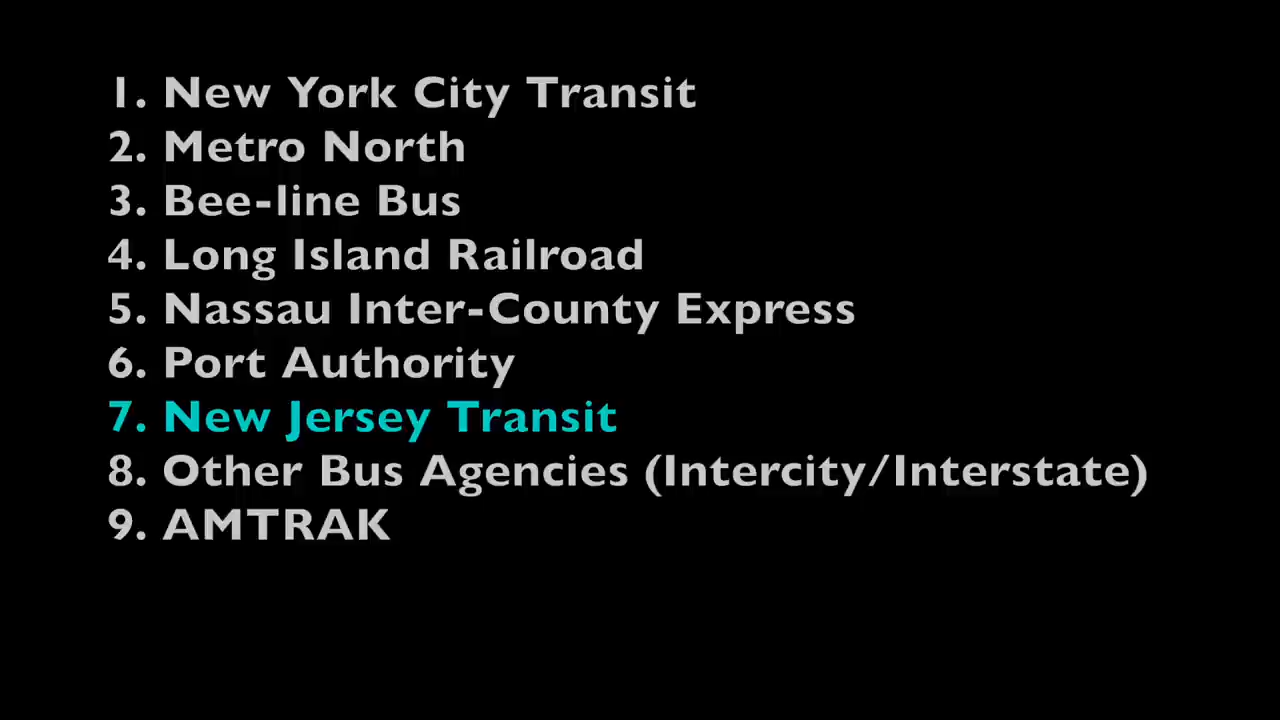 1. New York City Transit
2. Metro North
3. Bee-line Bus
4. Long Island Railroad
5. Nassau Inter-County Express
6. Port Authority
7. New Jersey Transit
8. Other Bus Agencies (Intercity/Interstate)
9. AMTRAK